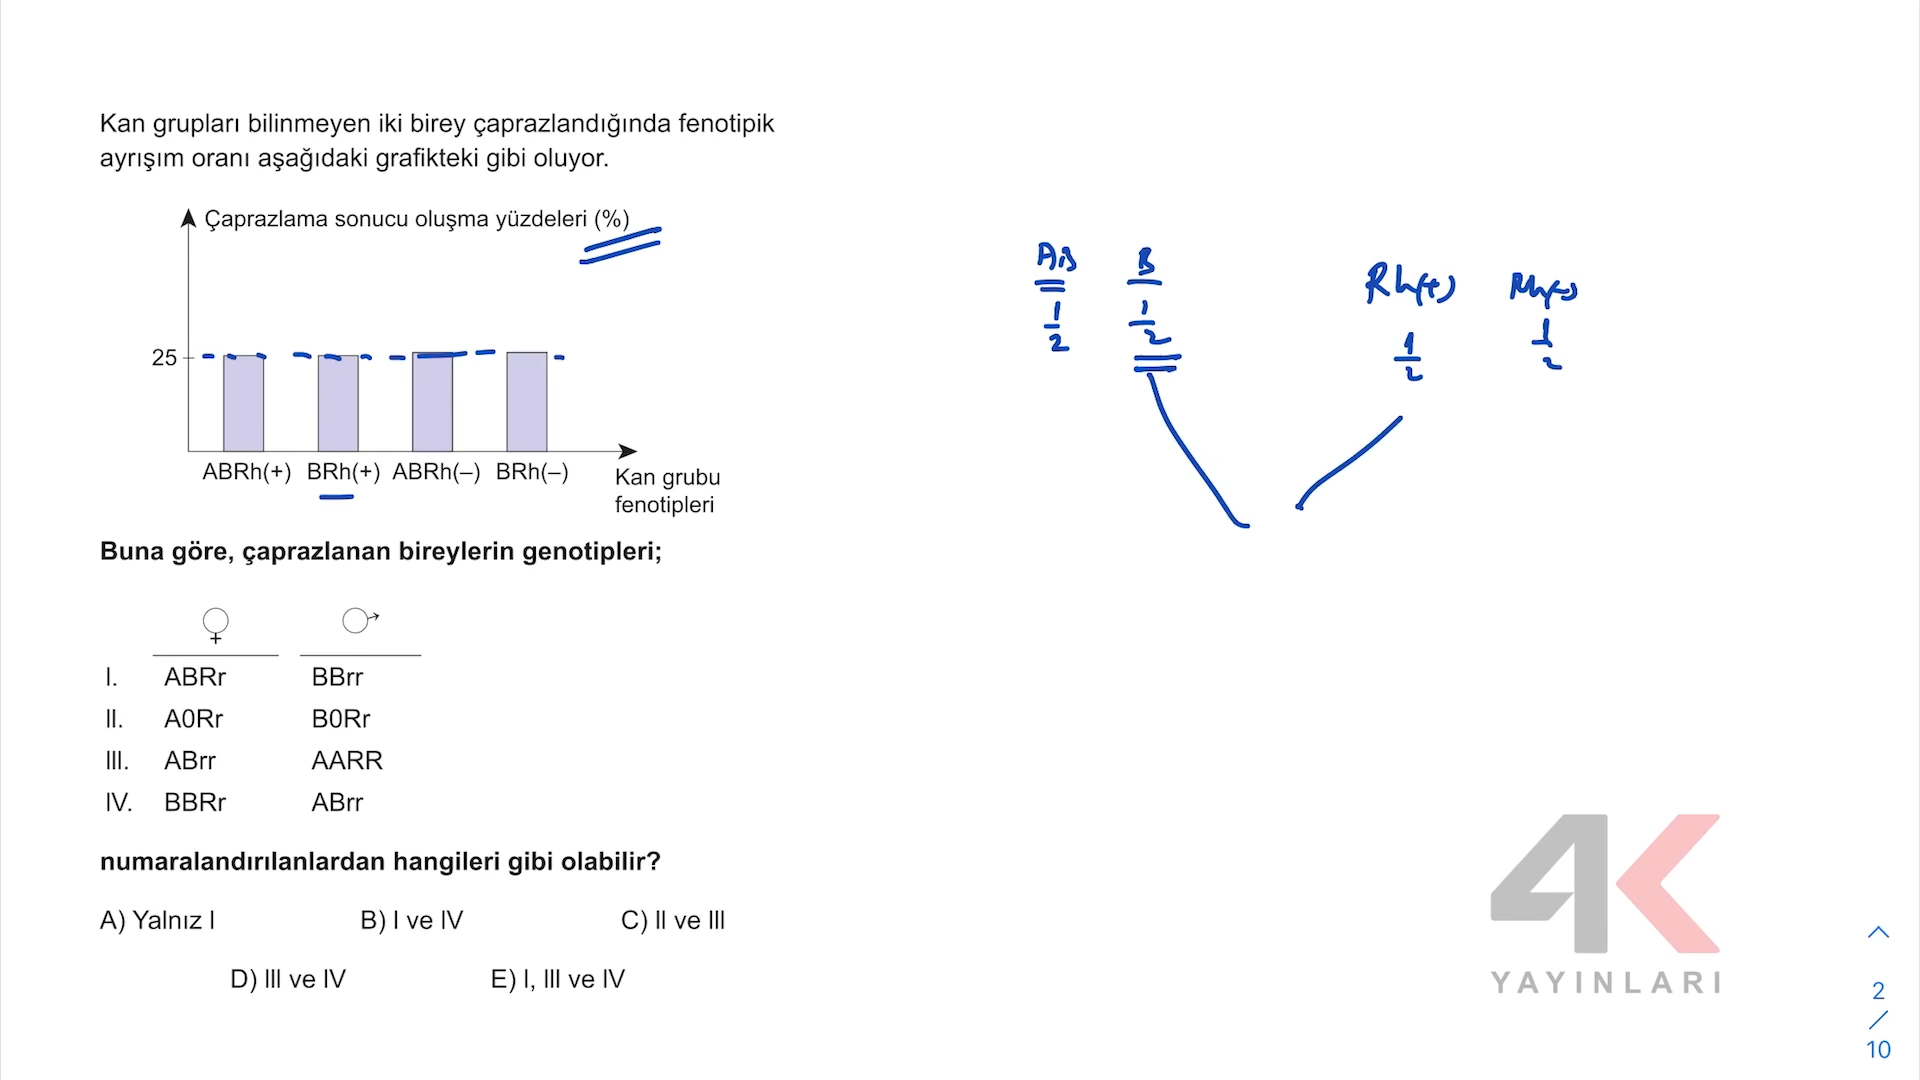 Kan grupları bilinmeyen iki birey çaprazlandığında fenotipik
ayrışım oranı aşağıdaki grafikteki gibi oluyor.
Çaprazlama sonucu oluşma yüzdeleri (%)
25
ABRh(+) BRh(+) ABRh(–) BRh(–)
Kan grubu
fenotipleri
Buna göre, çaprazlanan bireylerin genotipleri;
♀ ♂
I. ABRr BBrr
II. A0Rr B0Rr
III. ABrr AARR
IV. BBRr ABrr
numaralandırılanlardan hangileri gibi olabilir?
A) Yalnız I B) I ve IV C) II ve III
D) III ve IV E) I, III ve IV
AB B Rh(+) Rh(-)
1/2 1/2 1/2 1/2
4K
YAYINLARI
2
/
10